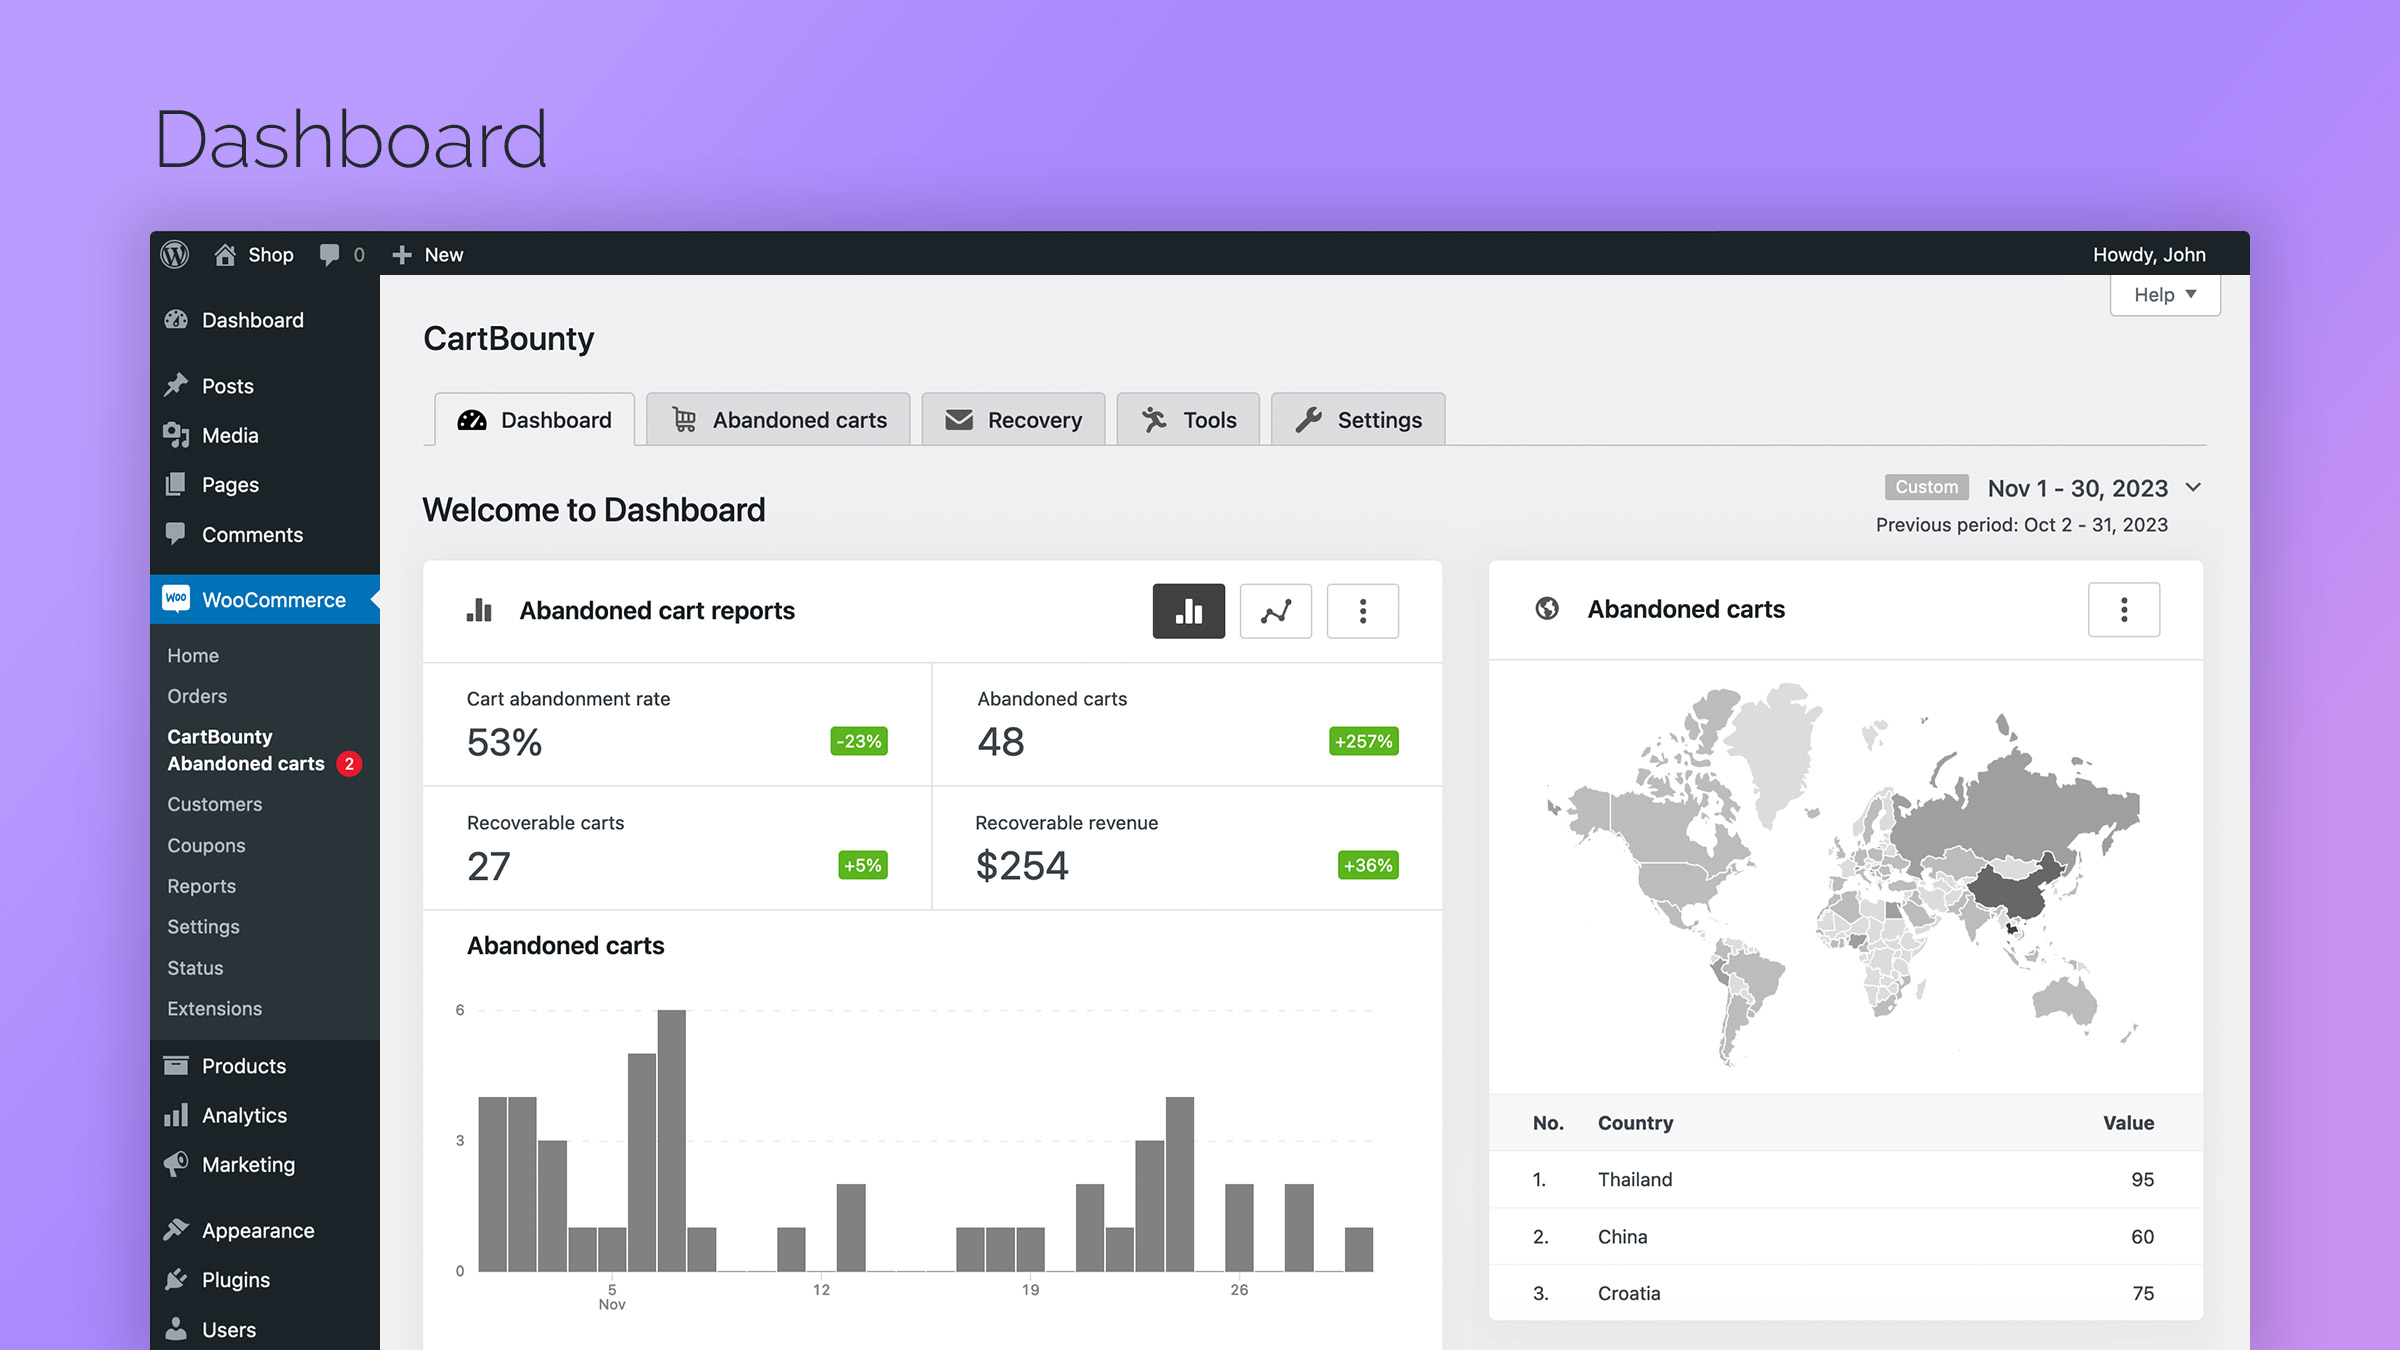 Dashboard
Shop
0
New
Howdy, John
Help
Dashboard
Posts
Media
Pages
Comments
Woo
WooCommerce
Home
Orders
CartBounty
Abandoned carts
2
Customers
Coupons
Reports
Settings
Status
Extensions
Products
Analytics
Marketing
Appearance
Plugins
Users
CartBounty
Dashboard
Abandoned carts
Recovery
Tools
Settings
Welcome to Dashboard
Custom
Nov 1 - 30, 2023
Previous period: Oct 2 - 31, 2023
Abandoned cart reports
Cart abandonment rate
53%
-23%
Abandoned carts
48
+257%
Recoverable carts
27
+5%
Recoverable revenue
$254
+36%
Abandoned carts
6
3
0
5
Nov
12
19
26
Abandoned carts
No. Country Value
1. Thailand 95
2. China 60
3. Croatia 75